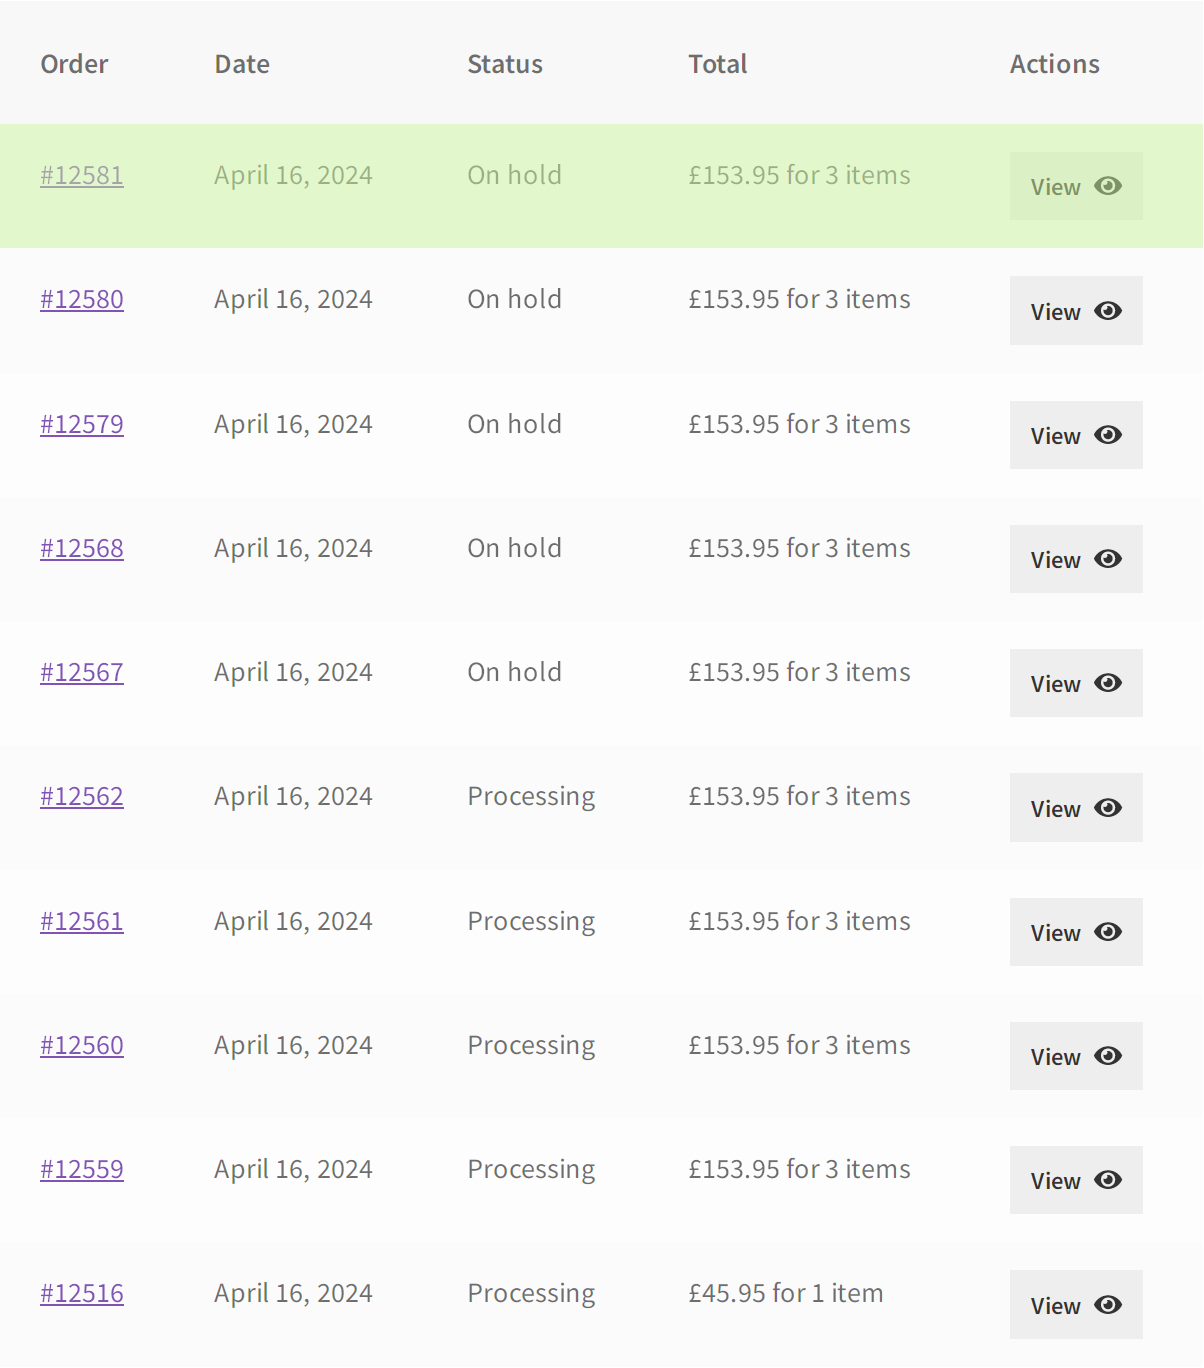 Order Date Status Total Actions
#12581 April 16, 2024 On hold £153.95 for 3 items View
#12580 April 16, 2024 On hold £153.95 for 3 items View
#12579 April 16, 2024 On hold £153.95 for 3 items View
#12568 April 16, 2024 On hold £153.95 for 3 items View
#12567 April 16, 2024 On hold £153.95 for 3 items View
#12562 April 16, 2024 Processing £153.95 for 3 items View
#12561 April 16, 2024 Processing £153.95 for 3 items View
#12560 April 16, 2024 Processing £153.95 for 3 items View
#12559 April 16, 2024 Processing £153.95 for 3 items View
#12516 April 16, 2024 Processing £45.95 for 1 item View